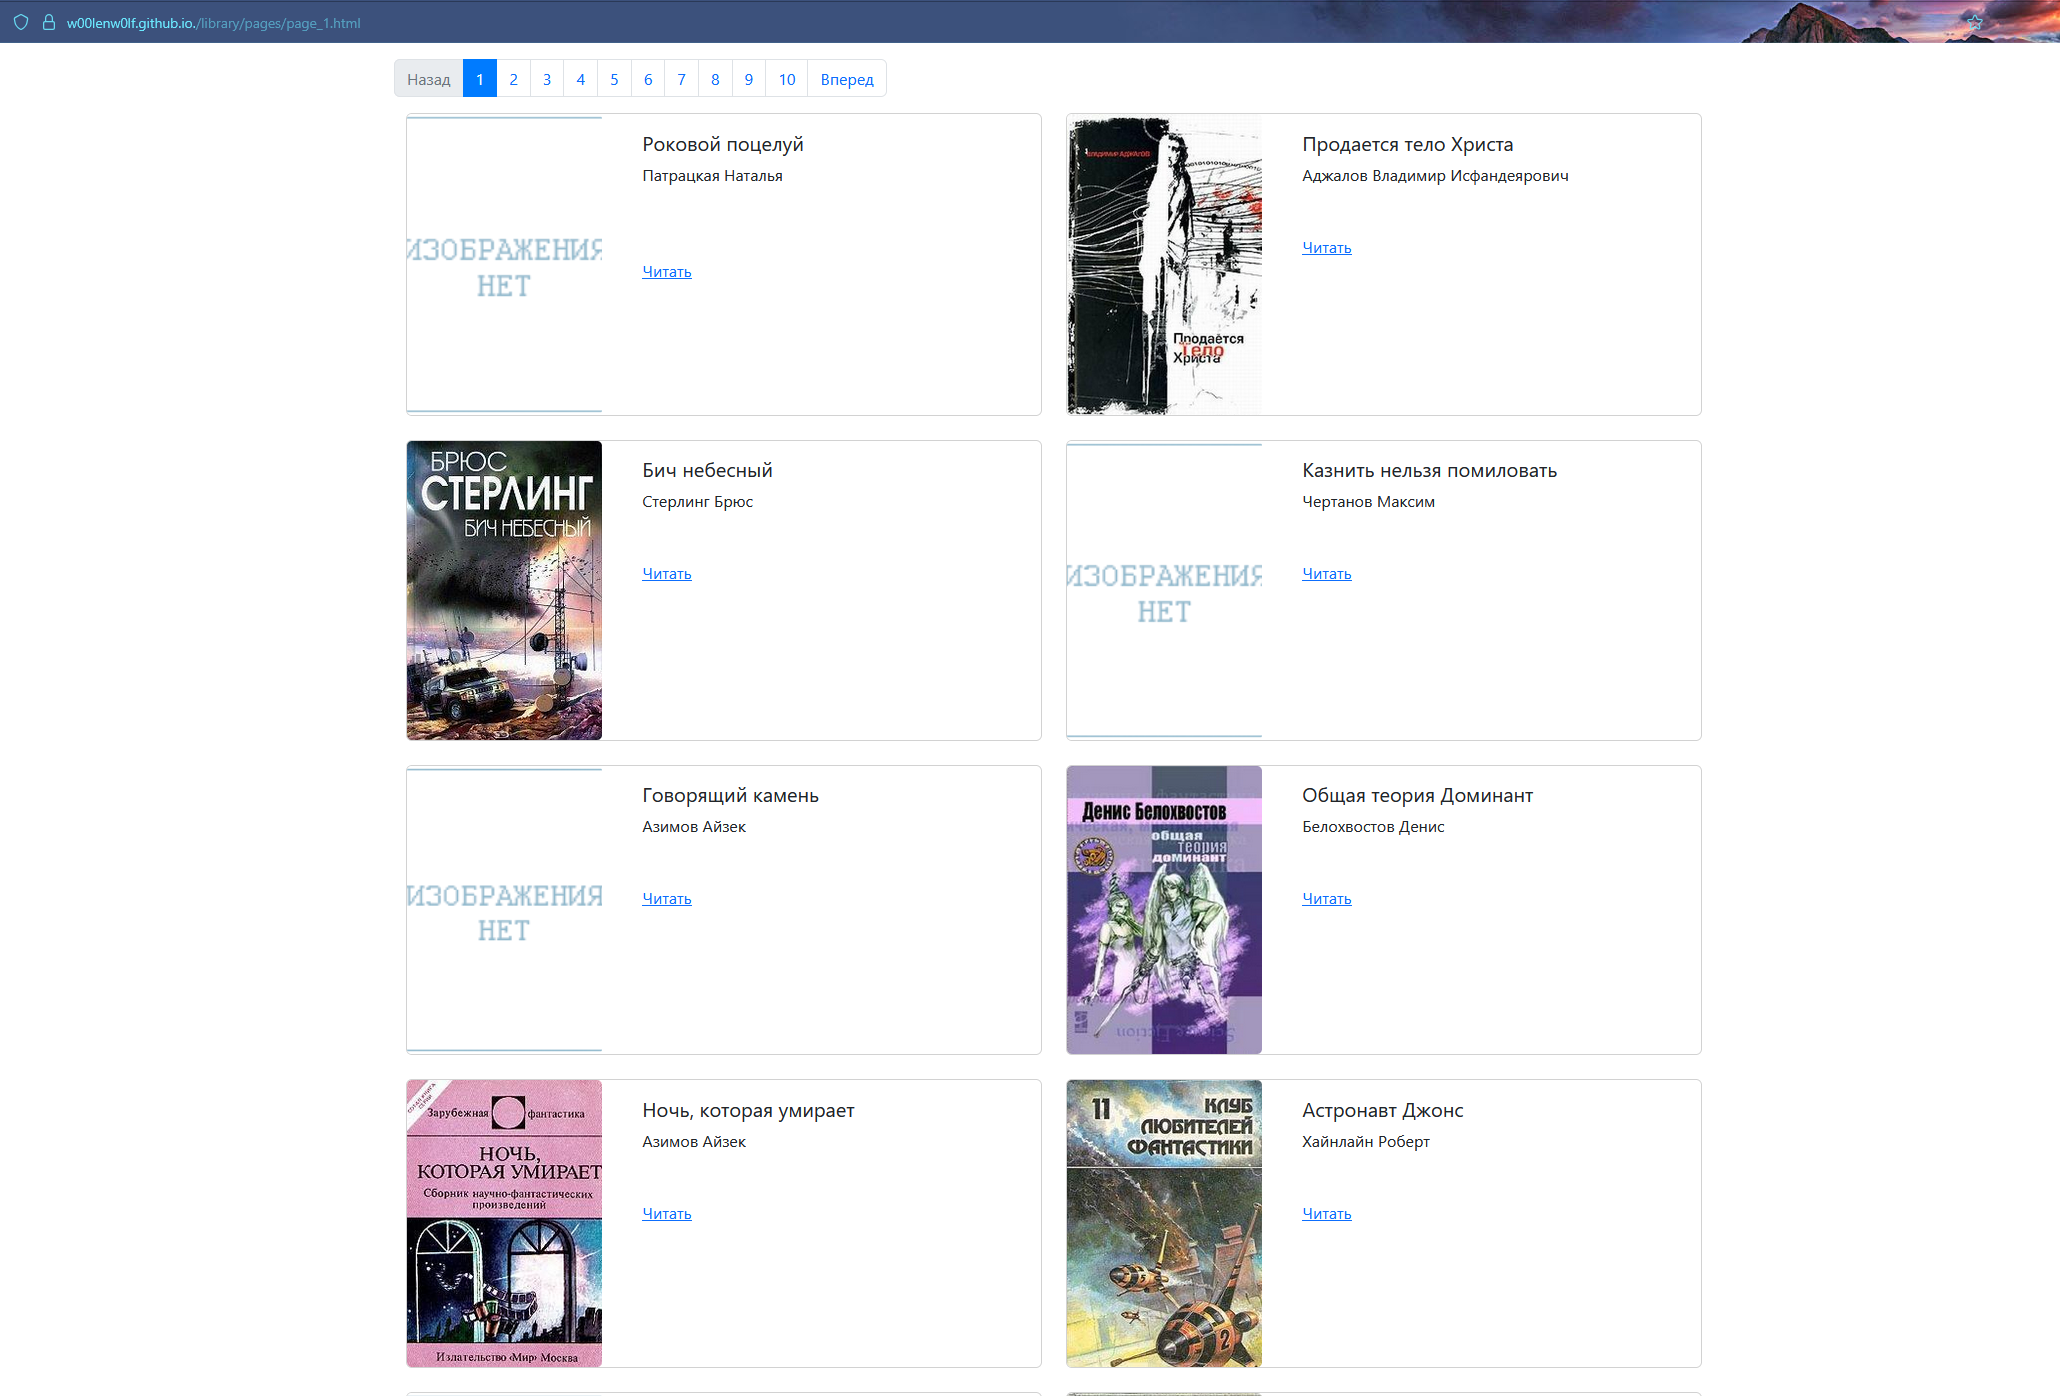 w00lenw0lf.github.io./library/pages/page_1.html
Назад 1 2 3 4 5 6 7 8 9 10 Вперед
ИЗОБРАЖЕНИЯ
НЕТ
Роковой поцелуй
Патрацкая Наталья
Читать
ВЛАДИМИР АДЖАЛОВ
Продаётся
Тело
Христа
Продается тело Христа
Аджалов Владимир Исфандеярович
Читать
БРЮС
СТЕРЛИНГ
БИЧ НЕБЕСНЫЙ
Бич небесный
Стерлинг Брюс
Читать
ИЗОБРАЖЕНИЯ
НЕТ
Казнить нельзя помиловать
Чертанов Максим
Читать
ИЗОБРАЖЕНИЯ
НЕТ
Говорящий камень
Азимов Айзек
Читать
Денис Белохвостов
общая
теория
доминант
Science Fiction
Общая теория Доминант
Белохвостов Денис
Читать
Зарубежная фантастика
НОЧЬ,
КОТОРАЯ УМИРАЕТ
Сборник научно-фантастических
произведений
Издательство «Мир» Москва
Ночь, которая умирает
Азимов Айзек
Читать
11 КЛУБ
ЛЮБИТЕЛЕЙ
ФАНТАСТИКИ
5
2
Астронавт Джонс
Хайнлайн Роберт
Читать